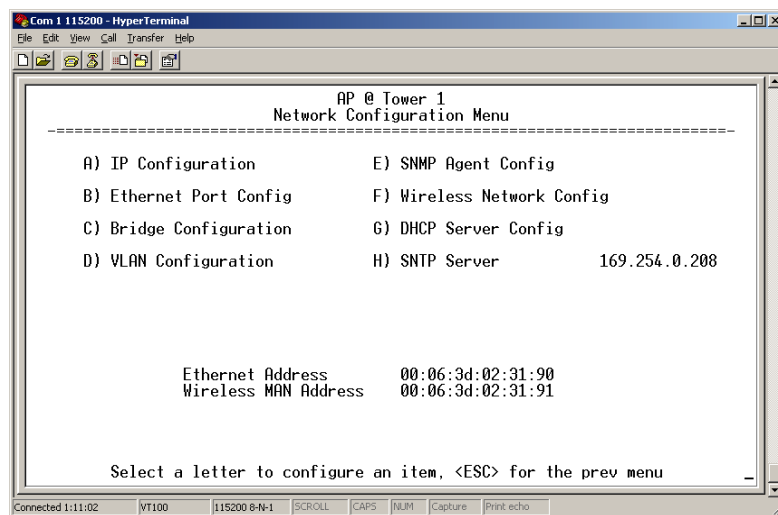 Com 1 115200 - HyperTerminal
File Edit View Call Transfer Help
AP @ Tower 1
Network Configuration Menu
-==========================================================================-
A) IP Configuration E) SNMP Agent Config
B) Ethernet Port Config F) Wireless Network Config
C) Bridge Configuration G) DHCP Server Config
D) VLAN Configuration H) SNTP Server 169.254.0.208
Ethernet Address 00:06:3d:02:31:90
Wireless MAN Address 00:06:3d:02:31:91
Select a letter to configure an item, <ESC> for the prev menu _
Connected 1:11:02 VT100 115200 8-N-1 SCROLL CAPS NUM Capture Print echo